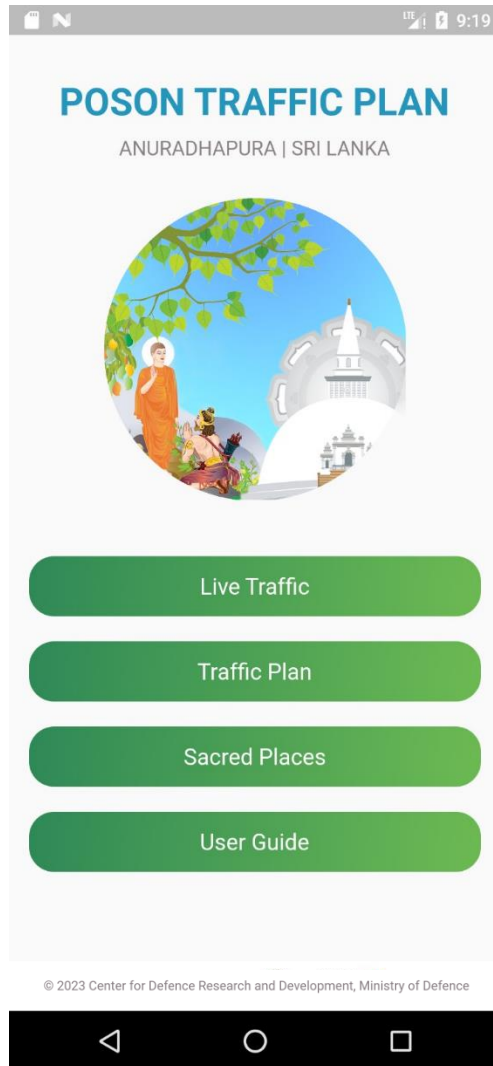 LTE 9:19
POSON TRAFFIC PLAN
ANURADHAPURA | SRI LANKA
Live Traffic
Traffic Plan
Sacred Places
User Guide
© 2023 Center for Defence Research and Development, Ministry of Defence